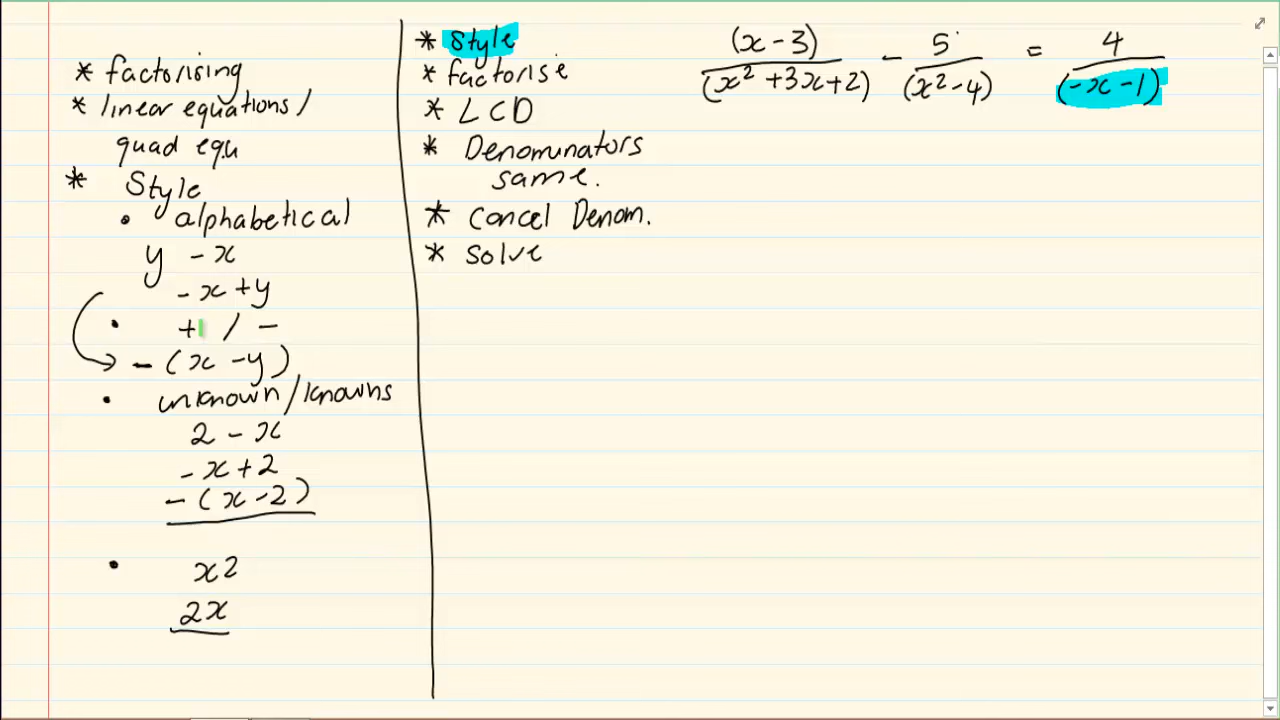 * factorising
* linear equations /
quad equ
* Style
• alphabetical
y - x
- x + y
• + / -
- (x - y)
• unknown / knowns
2 - x
- x + 2
- (x - 2)
• x2
2x
* Style
* factorise
* LCD
* Denominators
same.
* Cancel Denom.
* Solve
(x - 3) / (x² + 3x + 2) - 5 / (x² - 4) = 4 / (-x - 1)